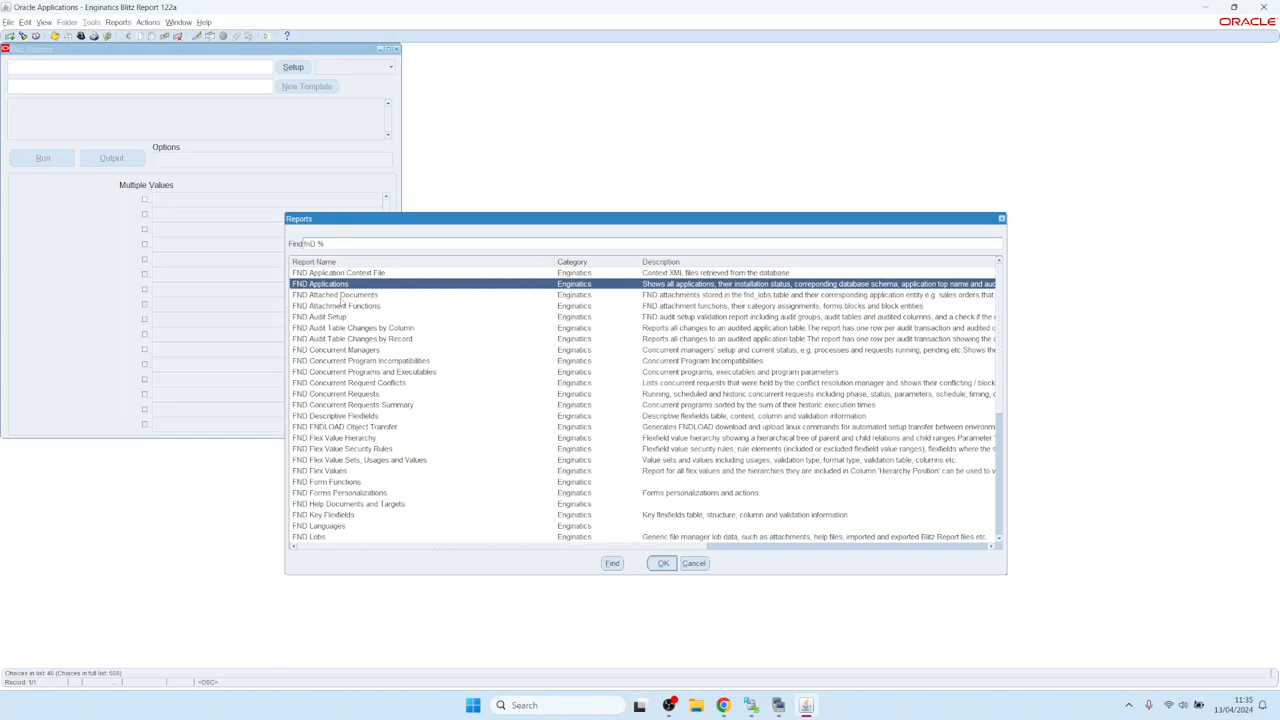 Oracle Applications - Enginatics Blitz Report 122a
File Edit View Folder Tools Reports Actions Window Help
ORACLE
Blitz Reports
Setup
New Template
Options
Run Output
Multiple Values
Reports
Find fnD %
Report Name Category Description
FND Application Context File Enginatics Context XML files retrieved from the database
FND Applications Enginatics Shows all applications, their installation status, correponding database schema, application top name and aud
FND Attached Documents Enginatics FND attachments stored in the fnd_lobs table and their corresponding application entity e.g. sales orders that
FND Attachment Functions Enginatics FND attachment functions, their category assignments, forms blocks and block entities
FND Audit Setup Enginatics FND audit setup validation report including audit groups, audit tables and audited columns, and a check if the c
FND Audit Table Changes by Column Enginatics Reports all changes to an audited application table.The report has one row per audit transaction and audited c
FND Audit Table Changes by Record Enginatics Reports all changes to an audited application table.The report has one row per audit transaction and audited
FND Concurrent Managers Enginatics Concurrent managers' setup and current status, e.g. processes and requests running, pending etc.Shows the
FND Concurrent Program Incompatibilities Enginatics Concurrent Program Incompatibilities
FND Concurrent Programs and Executables Enginatics Concurrent programs, executables and program parameters
FND Concurrent Request Conflicts Enginatics Lists concurrent requests that were held by the conflict resolution manager and shows their conflicting / block
FND Concurrent Requests Enginatics Running, scheduled and historic concurrent requests including phase, status, parameters, schedule, timing, d
FND Concurrent Requests Summary Enginatics Concurrent programs sorted by the sum of their historic execution times
FND Descriptive Flexfields Enginatics Descriptive flexfields table, context, column and validation information
FND FNDLOAD Object Transfer Enginatics Generates FNDLOAD download and upload linux commands for automated setup transfer between environm
FND Flex Value Hierarchy Enginatics Flexfield value hierarchy showing a hierarchical tree of parent and child relations and child ranges.Parameter '
FND Flex Value Security Rules Enginatics Flexfield value security rules, rule elements (included or excluded flexfield value ranges), flexfields where the s
FND Flex Value Sets, Usages and Values Enginatics Value sets and values including usages, validation type, format type, validation table, columns etc.
FND Flex Values Enginatics Report for all flex values and the hierarchies they are included in Column 'Hierarchy Position' can be used to v
FND Form Functions Enginatics
FND Forms Personalizations Enginatics Forms personalizations and actions
FND Help Documents and Targets Enginatics
FND Key Flexfields Enginatics Key flexfields table, structure, column and validation information
FND Languages Enginatics
FND Lobs Enginatics Generic file manager lob data, such as attachments, help files, imported and exported Blitz Report files etc.
Find OK Cancel
Choices in list: 46 (Choices in full list: 508)
Record: 1/1 ... <OSC>
Search
11:35
13/04/2024